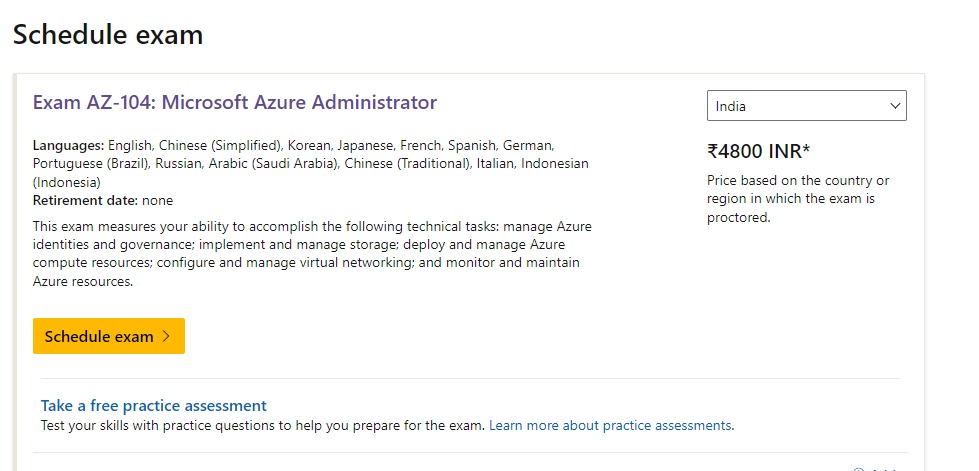 Schedule exam
Exam AZ-104: Microsoft Azure Administrator
India
Languages: English, Chinese (Simplified), Korean, Japanese, French, Spanish, German,
Portuguese (Brazil), Russian, Arabic (Saudi Arabia), Chinese (Traditional), Italian, Indonesian
(Indonesia)
Retirement date: none
₹4800 INR*
Price based on the country or
region in which the exam is
proctored.
This exam measures your ability to accomplish the following technical tasks: manage Azure
identities and governance; implement and manage storage; deploy and manage Azure
compute resources; configure and manage virtual networking; and monitor and maintain
Azure resources.
Schedule exam
Take a free practice assessment
Test your skills with practice questions to help you prepare for the exam. Learn more about practice assessments.